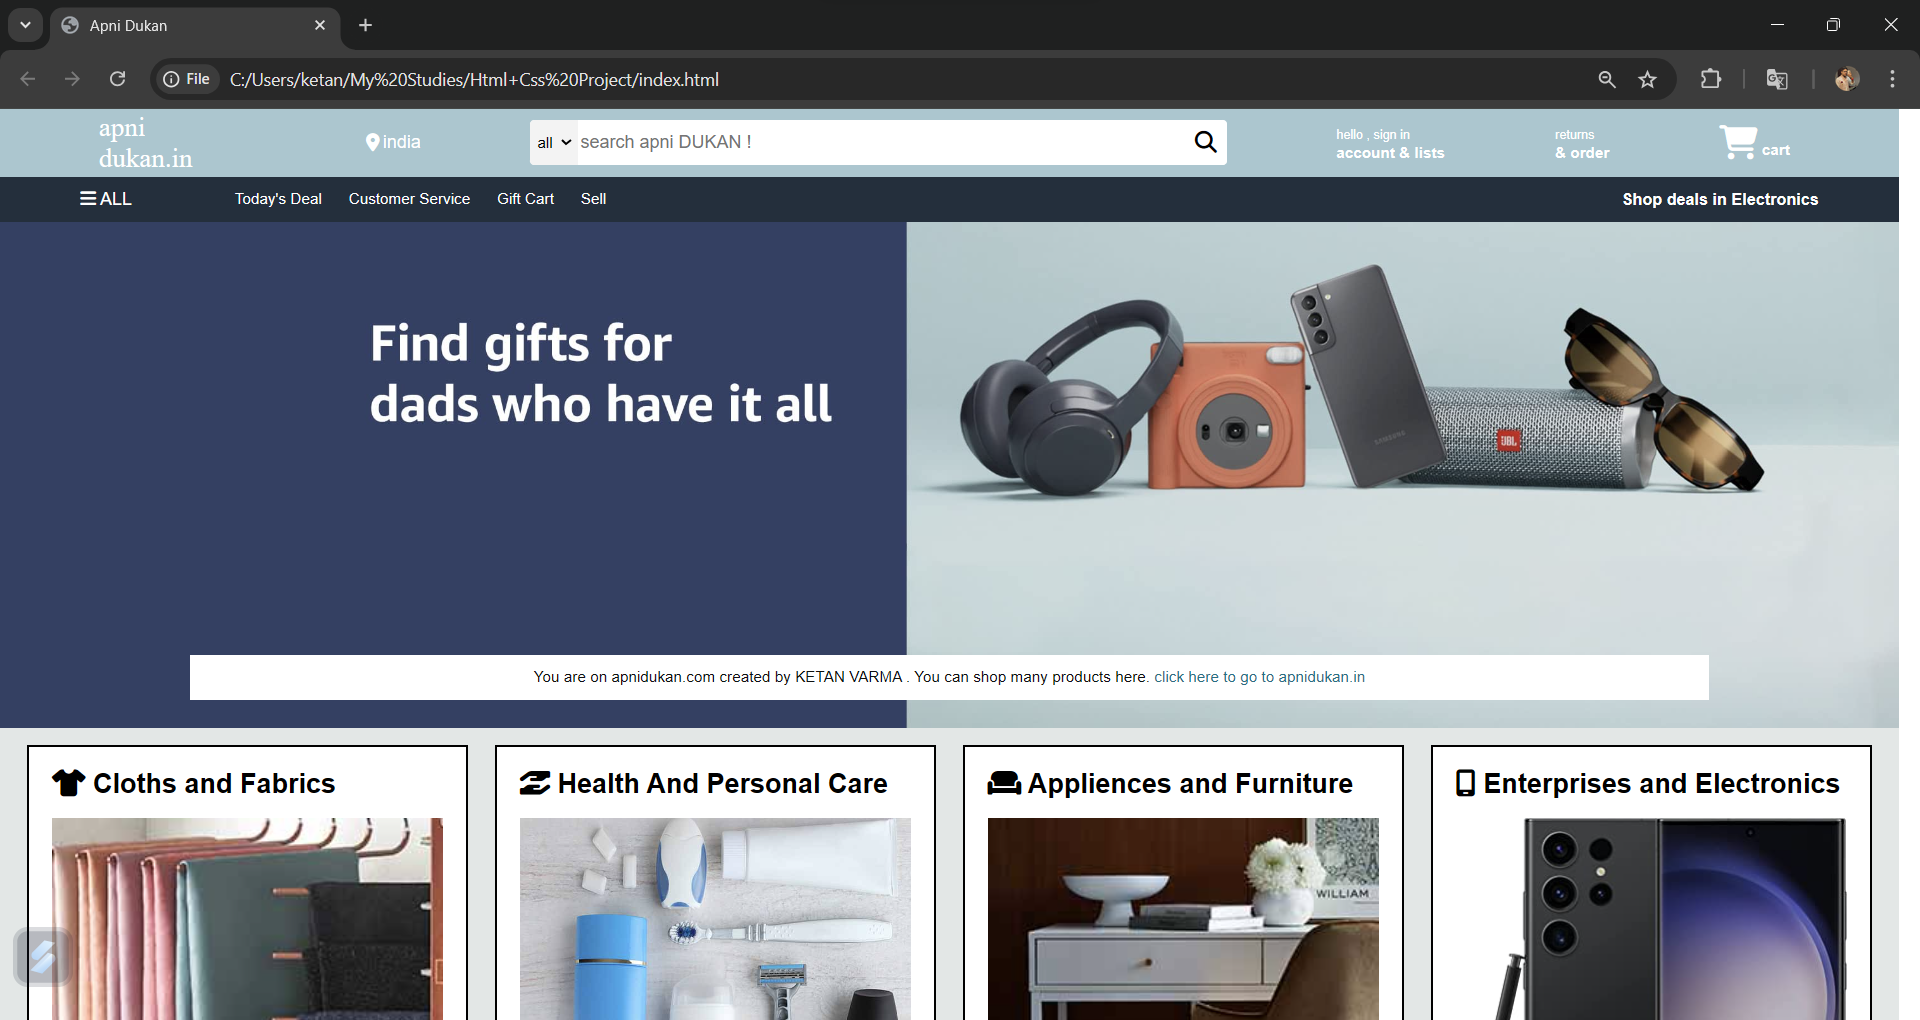 Apni Dukan
File
C:/Users/ketan/My%20Studies/Html+Css%20Project/index.html
apni
dukan.in
india
all
search apni DUKAN !
hello , sign in
account & lists
returns
& order
cart
ALL
Today's Deal
Customer Service
Gift Cart
Sell
Shop deals in Electronics
Find gifts for
dads who have it all
SAMSUNG
JBL
You are on apnidukan.com created by KETAN VARMA . You can shop many products here. click here to go to apnidukan.in
Cloths and Fabrics
Health And Personal Care
Appliences and Furniture
Enterprises and Electronics
WILLIAM